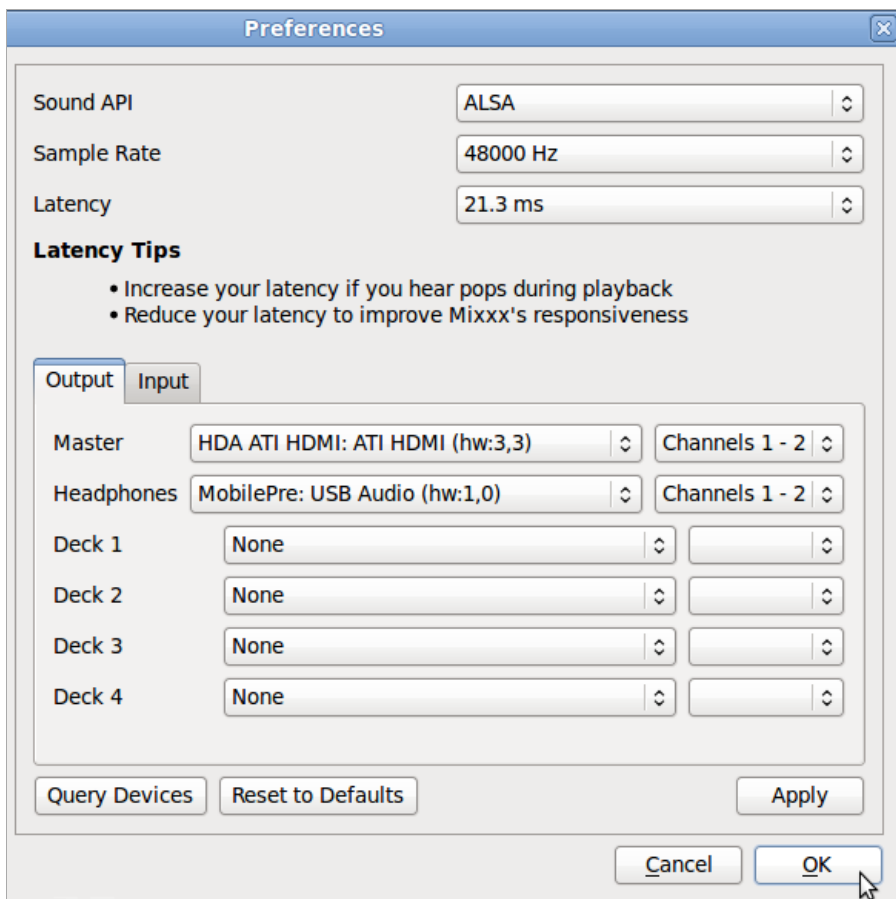 Preferences
Sound API ALSA
Sample Rate 48000 Hz
Latency 21.3 ms
Latency Tips
• Increase your latency if you hear pops during playback
• Reduce your latency to improve Mixxx's responsiveness
Output Input
Master HDA ATI HDMI: ATI HDMI (hw:3,3) Channels 1 - 2
Headphones MobilePre: USB Audio (hw:1,0) Channels 1 - 2
Deck 1 None
Deck 2 None
Deck 3 None
Deck 4 None
Query Devices Reset to Defaults Apply
Cancel OK